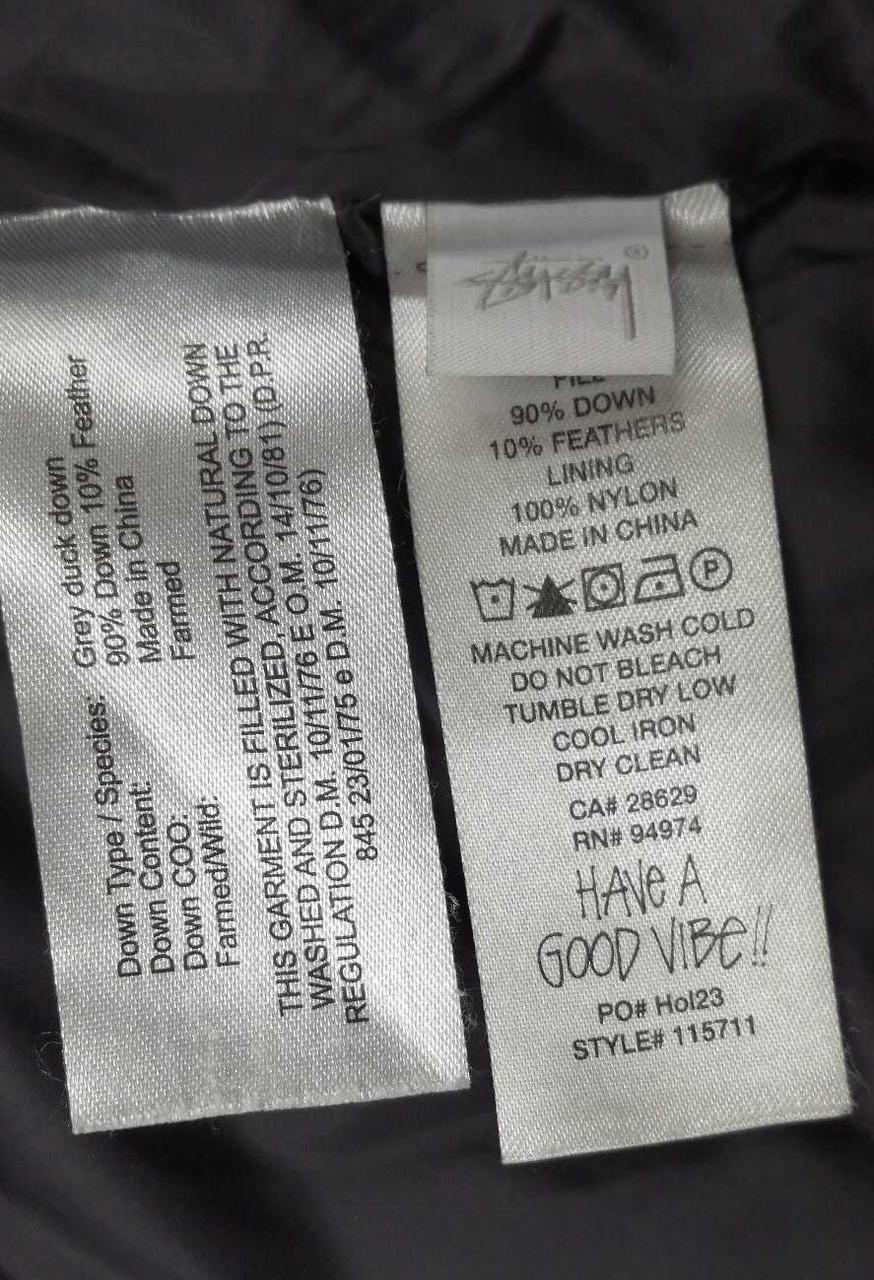 Down Type / Species: Grey duck down
Down Content: 90% Down 10% Feather
Down COO: Made in China
Farmed/Wild: Farmed
THIS GARMENT IS FILLED WITH NATURAL DOWN
WASHED AND STERILIZED, ACCORDING TO THE
REGULATION D.M. 10/11/76 E O.M. 14/10/81) (D.P.R.
845 23/01/75 e D.M. 10/11/76)
Stüssy ®
FILL
90% DOWN
10% FEATHERS
LINING
100% NYLON
MADE IN CHINA
P
MACHINE WASH COLD
DO NOT BLEACH
TUMBLE DRY LOW
COOL IRON
DRY CLEAN
CA# 28629
RN# 94974
HAVE A
GOOD VIBE!!
PO# Hol23
STYLE# 115711